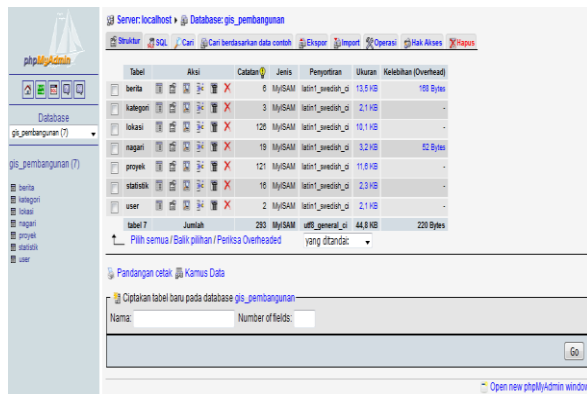 phpMyAdmin
Database
gis_pembangunan (7)
gis_pembangunan (7)
berita
kategori
lokasi
nagari
proyek
statistik
user
Server: localhost ▸ Database: gis_pembangunan
Struktur SQL Cari Cari berdasarkan data contoh Ekspor Import Operasi Hak Akses Hapus
Tabel Aksi Catatan Jenis Penyortiran Ukuran Kelebihan (Overhead)
berita 6 MyISAM latin1_swedish_ci 13,5 KB 168 Bytes
kategori 3 MyISAM latin1_swedish_ci 2,1 KB -
lokasi 126 MyISAM latin1_swedish_ci 10,1 KB -
nagari 19 MyISAM latin1_swedish_ci 3,2 KB 52 Bytes
proyek 121 MyISAM latin1_swedish_ci 11,6 KB -
statistik 16 MyISAM latin1_swedish_ci 2,3 KB -
user 2 MyISAM latin1_swedish_ci 2,1 KB -
tabel 7 Jumlah 293 MyISAM utf8_general_ci 44,8 KB 220 Bytes
Pilih semua / Balik pilihan / Periksa Overheaded yang ditandai:
Pandangan cetak Kamus Data
Ciptakan tabel baru pada database gis_pembangunan
Nama: Number of fields:
Go
Open new phpMyAdmin window